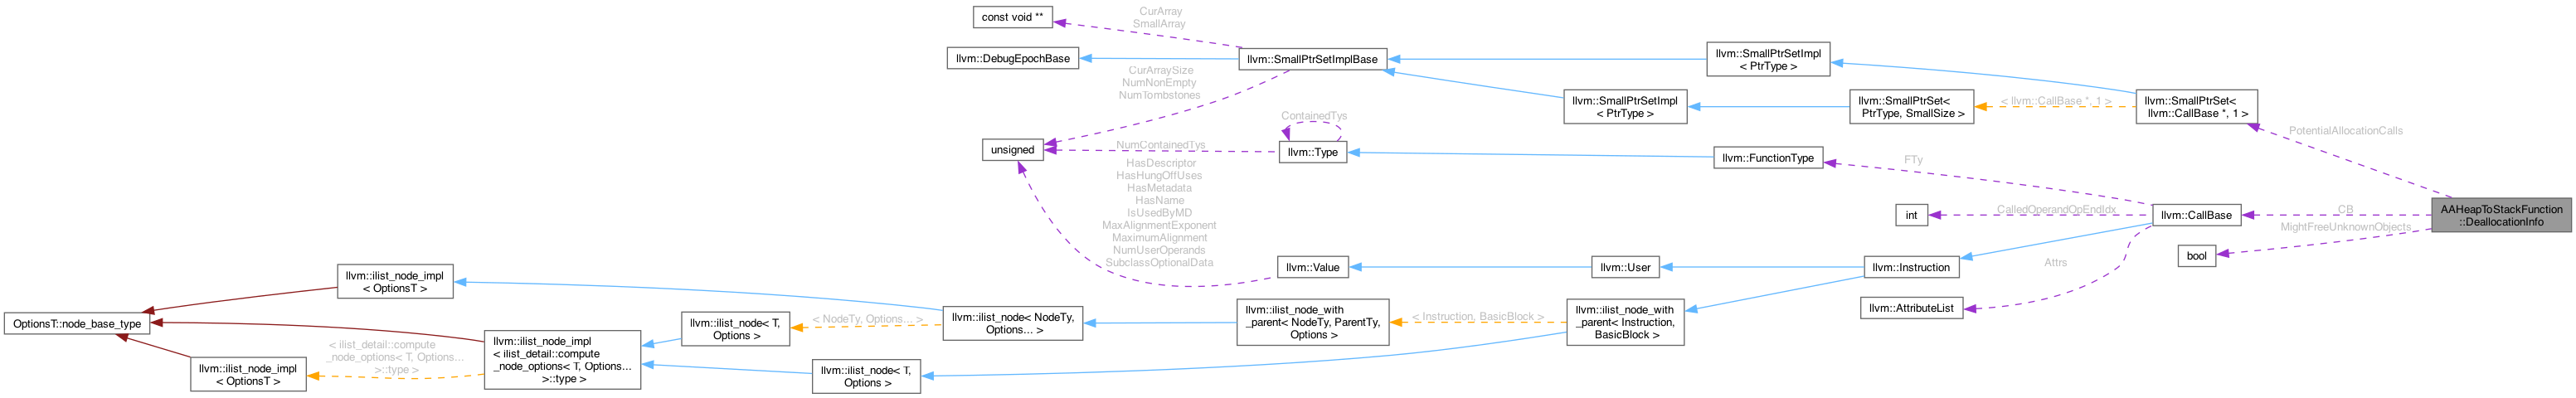 const void **
CurArray
SmallArray
llvm::DebugEpochBase
llvm::SmallPtrSetImplBase
llvm::SmallPtrSetImpl
< PtrType >
CurArraySize
NumNonEmpty
NumTombstones
llvm::SmallPtrSetImpl
< PtrType >
llvm::SmallPtrSet<
PtrType, SmallSize >
< llvm::CallBase *, 1 >
llvm::SmallPtrSet<
llvm::CallBase *, 1 >
ContainedTys
PotentialAllocationCalls
unsigned
NumContainedTys
llvm::Type
llvm::FunctionType
FTy
HasDescriptor
HasHungOffUses
HasMetadata
HasName
IsUsedByMD
MaxAlignmentExponent
MaximumAlignment
NumUserOperands
SubclassOptionalData
int
CalledOperandOpEndIdx
llvm::CallBase
CB
AAHeapToStackFunction
::DeallocationInfo
MightFreeUnknownObjects
bool
llvm::Value
llvm::User
llvm::Instruction
Attrs
llvm::AttributeList
llvm::ilist_node_impl
< OptionsT >
OptionsT::node_base_type
llvm::ilist_node< NodeTy,
Options... >
llvm::ilist_node_with
_parent< NodeTy, ParentTy,
Options >
< Instruction, BasicBlock >
llvm::ilist_node_with
_parent< Instruction,
BasicBlock >
llvm::ilist_node< T,
Options >
< NodeTy, Options... >
llvm::ilist_node_impl
< ilist_detail::compute
_node_options< T, Options...
>::type >
< ilist_detail::compute
_node_options< T, Options...
>::type >
llvm::ilist_node_impl
< OptionsT >
llvm::ilist_node< T,
Options >